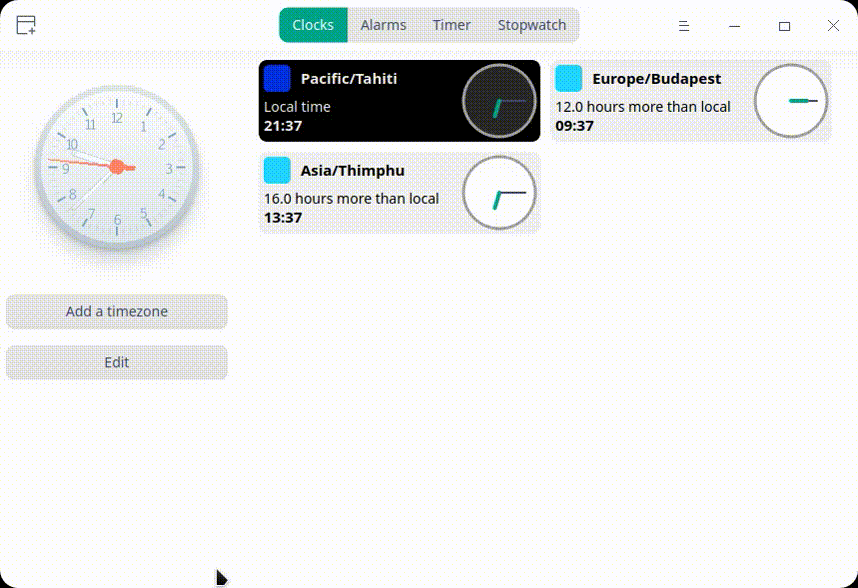 Clocks Alarms Timer Stopwatch
12
1
2
3
4
5
6
7
8
9
10
11
Add a timezone
Edit
Pacific/Tahiti
Local time
21:37
Europe/Budapest
12.0 hours more than local
09:37
Asia/Thimphu
16.0 hours more than local
13:37